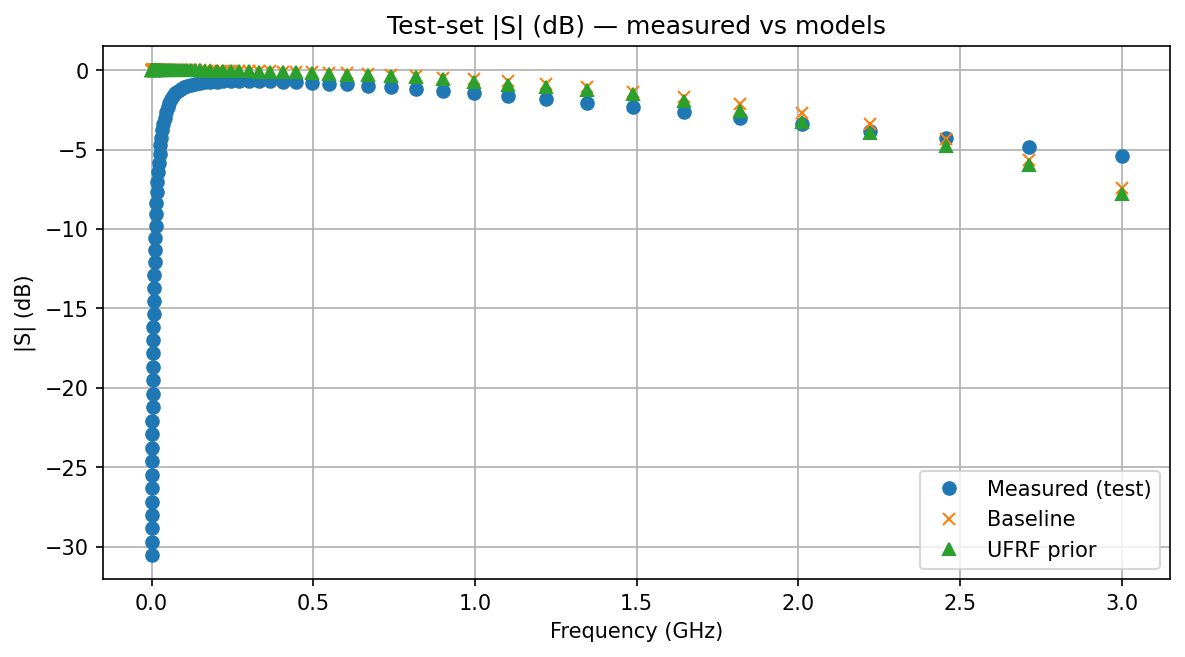 Test-set |S| (dB) — measured vs models
|S| (dB)
0
−5
−10
−15
−20
−25
−30
0.0 0.5 1.0 1.5 2.0 2.5 3.0
Frequency (GHz)
Measured (test)
Baseline
UFRF prior